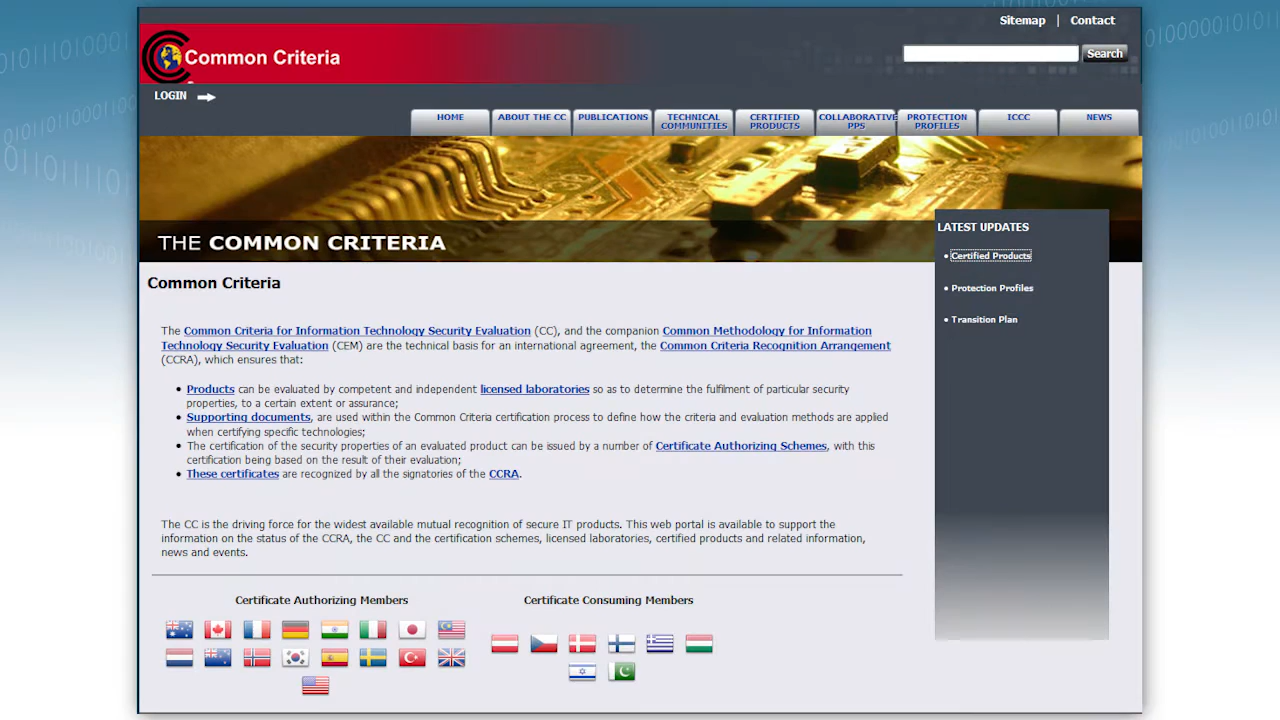 Sitemap | Contact
Common Criteria
Search
LOGIN
HOME
ABOUT THE CC
PUBLICATIONS
TECHNICAL COMMUNITIES
CERTIFIED PRODUCTS
COLLABORATIVE PPS
PROTECTION PROFILES
ICCC
NEWS
THE COMMON CRITERIA
LATEST UPDATES
• Certified Products
• Protection Profiles
• Transition Plan
Common Criteria
The Common Criteria for Information Technology Security Evaluation (CC), and the companion Common Methodology for Information
Technology Security Evaluation (CEM) are the technical basis for an international agreement, the Common Criteria Recognition Arrangement
(CCRA), which ensures that:
• Products can be evaluated by competent and independent licensed laboratories so as to determine the fulfilment of particular security
properties, to a certain extent or assurance;
• Supporting documents, are used within the Common Criteria certification process to define how the criteria and evaluation methods are applied
when certifying specific technologies;
• The certification of the security properties of an evaluated product can be issued by a number of Certificate Authorizing Schemes, with this
certification being based on the result of their evaluation;
• These certificates are recognized by all the signatories of the CCRA.
The CC is the driving force for the widest available mutual recognition of secure IT products. This web portal is available to support the
information on the status of the CCRA, the CC and the certification schemes, licensed laboratories, certified products and related information,
news and events.
Certificate Authorizing Members
Certificate Consuming Members